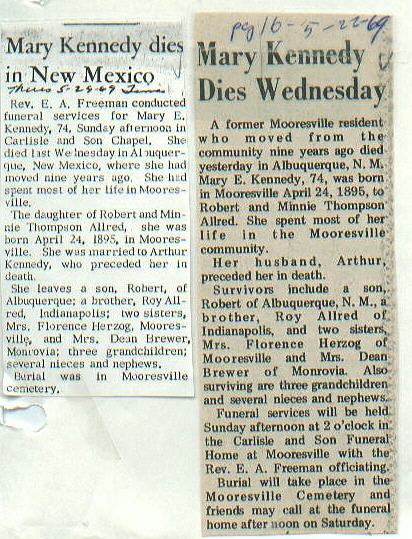 Mary Kennedy dies
in New Mexico
Thurs 5-29-69 Times
Rev. E. A. Freeman conducted
funeral services for Mary E.
Kennedy, 74, Sunday afternoon in
Carlisle and Son Chapel. She
died last Wednesday in Albuquer-
que, New Mexico, where she had
moved nine years ago. She had
spent most of her life in Moores-
ville.
The daughter of Robert and Min-
nie Thompson Allred, she was
born April 24, 1895, in Moores-
ville. She was married to Arthur
Kennedy, who preceded her in
death.
She leaves a son, Robert, of
Albuquerque; a brother, Roy All-
red, Indianapolis; two sisters,
Mrs. Florence Herzog, Moores-
ville, and Mrs. Dean Brewer,
Monrovia; three grandchildren;
several nieces and nephews.
Burial was in Mooresville
cemetery.
pg 16-5-22-69
Mary Kennedy
Dies Wednesday
A former Mooresville resident
who moved from the
community nine years ago died
yesterday in Albuquerque, N. M.
Mary E. Kennedy, 74, was born
in Mooresville April 24, 1895, to
Robert and Minnie Thompson
Allred. She spent most of her
life in the Mooresville
community.
Her husband, Arthur,
preceded her in death.
Survivors include a son,
Robert of Albuquerque, N. M., a
brother, Roy Allred of
Indianapolis, and two sisters,
Mrs. Florence Herzog of
Mooresville and Mrs. Dean
Brewer of Monrovia. Also
surviving are three grandchildren
and several nieces and nephews.
Funeral services will be held
Sunday afternoon at 2 o'clock in
the Carlisle and Son Funeral
Home at Mooresville with the
Rev. E. A. Freeman officiating.
Burial will take place in the
Mooresville Cemetery and
friends may call at the funeral
home after noon on Saturday.